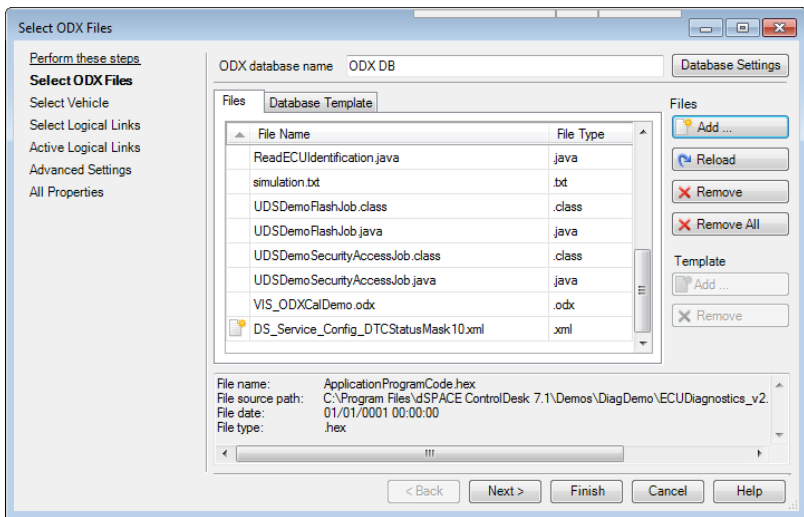 Select ODX Files
Perform these steps
Select ODX Files
Select Vehicle
Select Logical Links
Active Logical Links
Advanced Settings
All Properties
ODX database name ODX DB Database Settings
Files Database Template
File Name File Type
ReadECUIdentification.java .java
simulation.txt .txt
UDSDemoFlashJob.class .class
UDSDemoFlashJob.java .java
UDSDemoSecurityAccessJob.class .class
UDSDemoSecurityAccessJob.java .java
VIS_ODXCalDemo.odx .odx
DS_Service_Config_DTCStatusMask10.xml .xml
Files
Add ...
Reload
Remove
Remove All
Template
Add ...
Remove
File name: ApplicationProgramCode.hex
File source path: C:\Program Files\dSPACE ControlDesk 7.1\Demos\DiagDemo\ECUDiagnostics_v2.
File date: 01/01/0001 00:00:00
File type: .hex
< Back Next > Finish Cancel Help